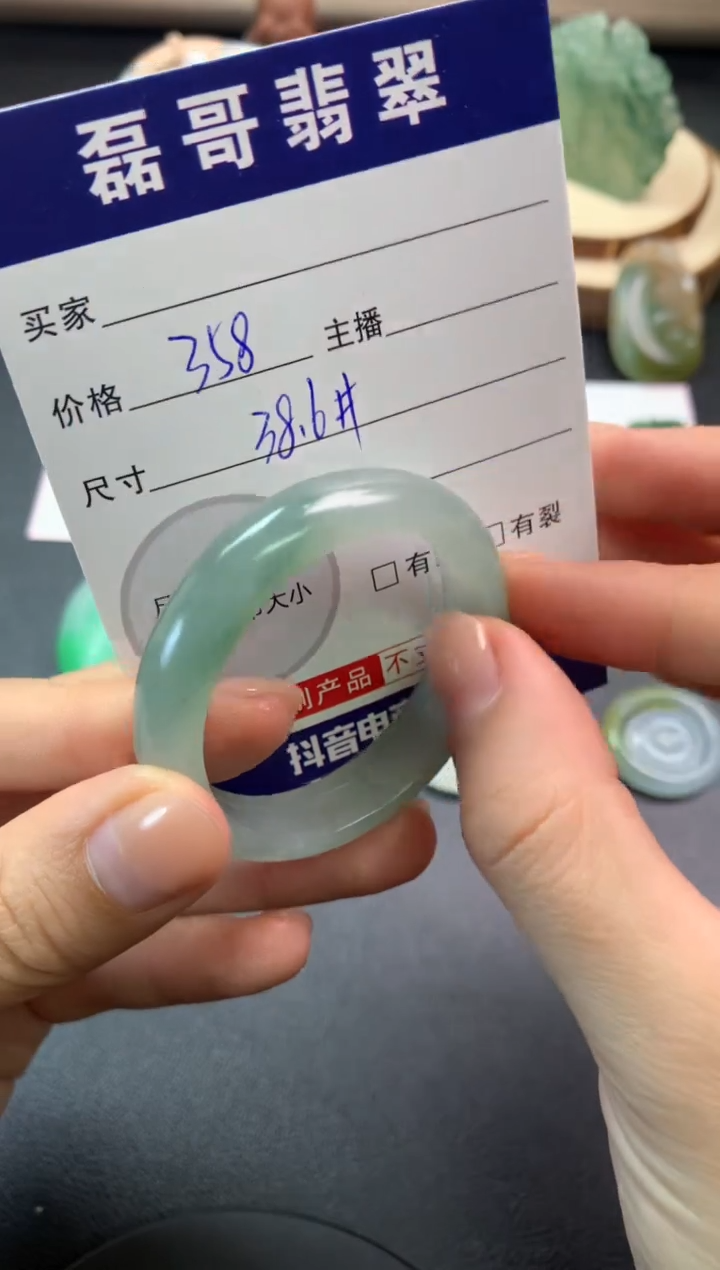 磊哥翡翠
买家
价格 358 主播
尺寸 38.6#
大小 □有 □有裂
产品 不
抖音电